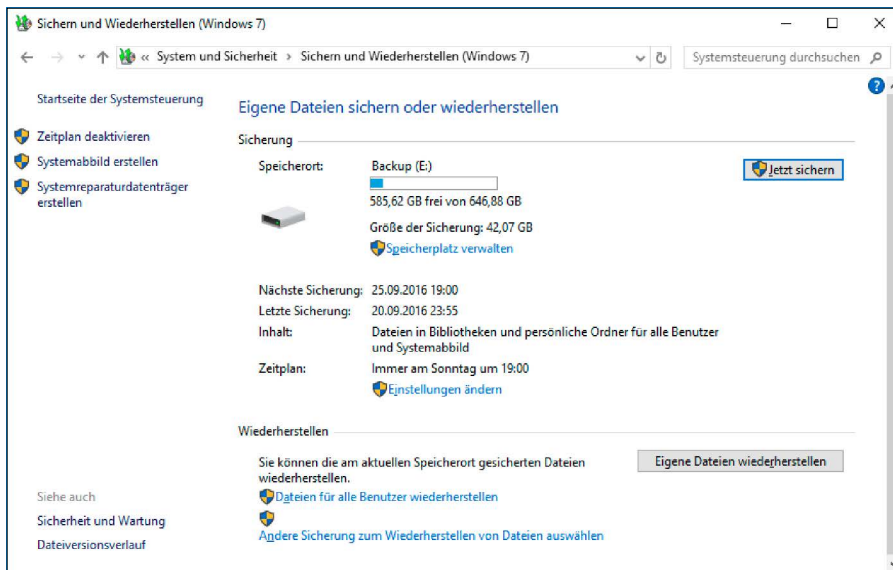 Sichern und Wiederherstellen (Windows 7)
« System und Sicherheit › Sichern und Wiederherstellen (Windows 7)
Systemsteuerung durchsuchen
Startseite der Systemsteuerung
Zeitplan deaktivieren
Systemabbild erstellen
Systemreparaturdatenträger
erstellen
Eigene Dateien sichern oder wiederherstellen
Sicherung
Speicherort: Backup (E:)
Jetzt sichern
585,62 GB frei von 646,88 GB
Größe der Sicherung: 42,07 GB
Speicherplatz verwalten
Nächste Sicherung: 25.09.2016 19:00
Letzte Sicherung: 20.09.2016 23:55
Inhalt: Dateien in Bibliotheken und persönliche Ordner für alle Benutzer
und Systemabbild
Zeitplan: Immer am Sonntag um 19:00
Einstellungen ändern
Wiederherstellen
Sie können die am aktuellen Speicherort gesicherten Dateien
wiederherstellen.
Eigene Dateien wiederherstellen
Dateien für alle Benutzer wiederherstellen
Andere Sicherung zum Wiederherstellen von Dateien auswählen
Siehe auch
Sicherheit und Wartung
Dateiversionsverlauf